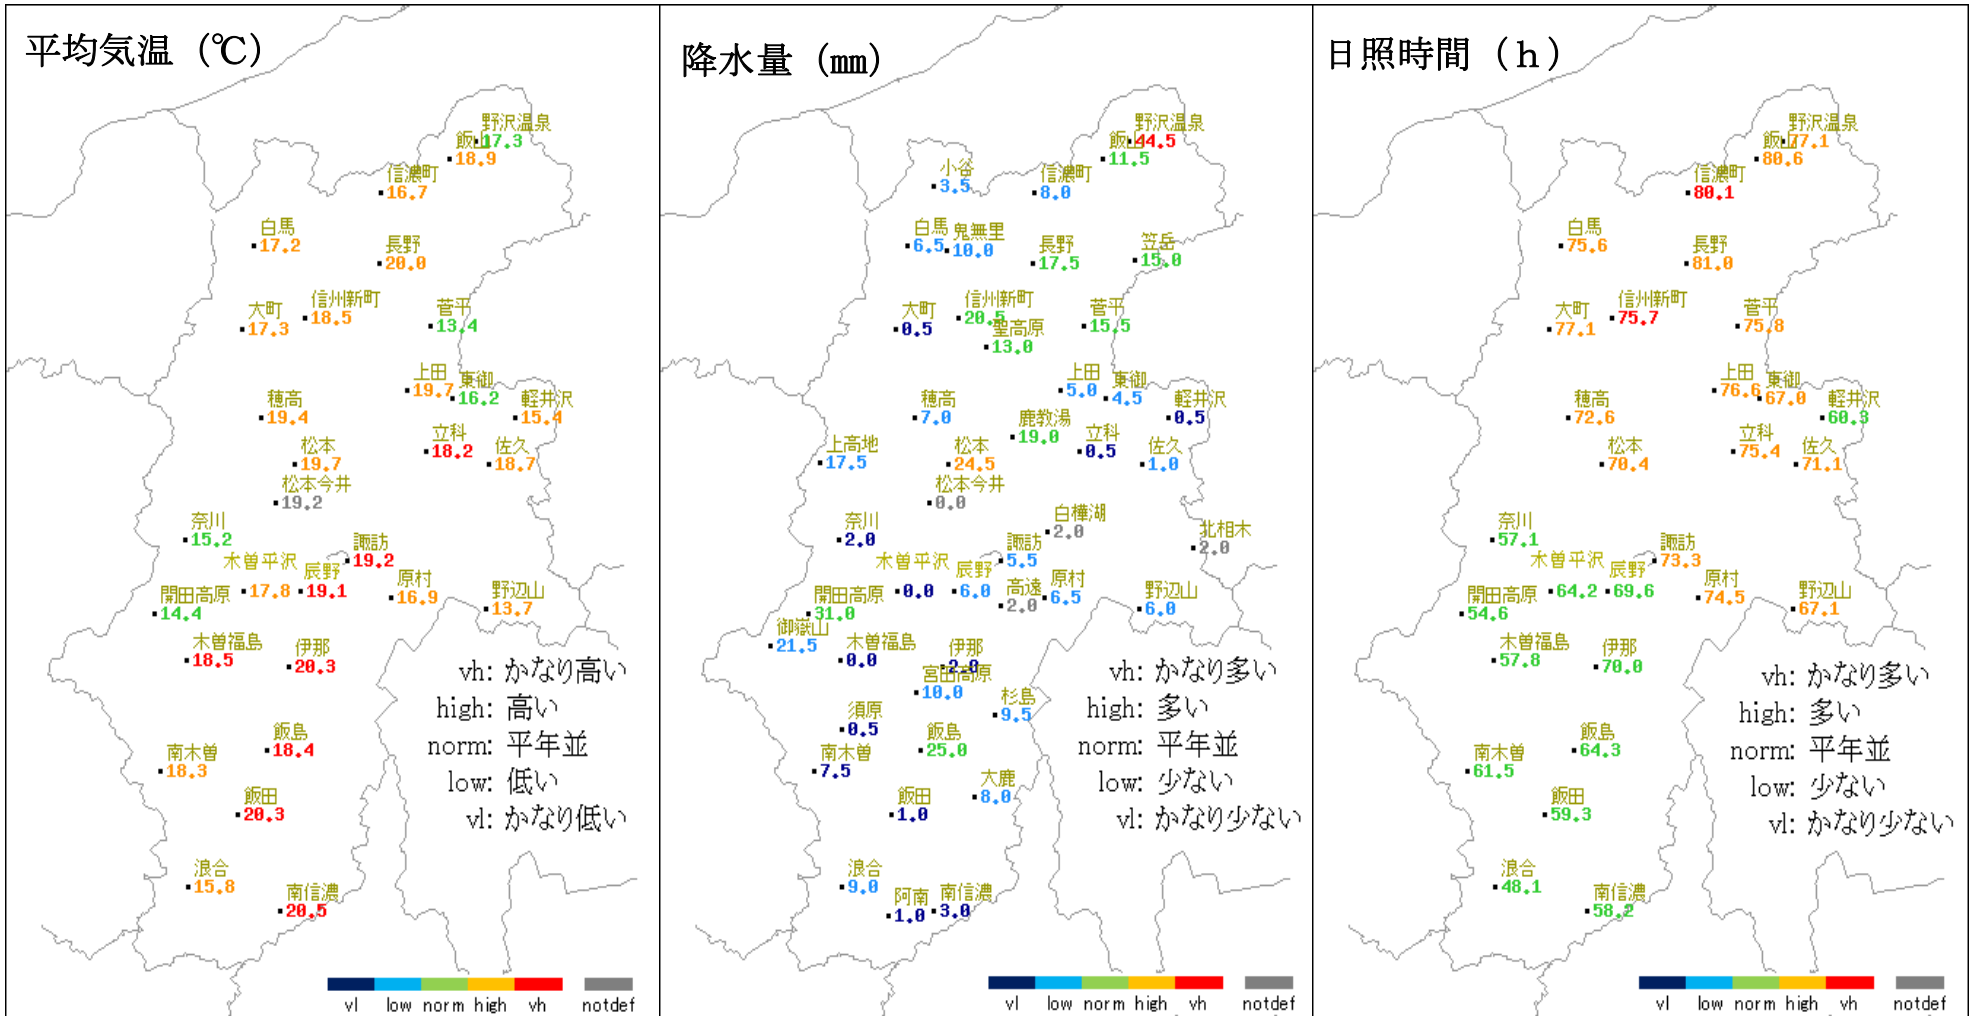 平均気温（℃）
野沢温泉
17.3
飯山
18.9
信濃町
16.7
白馬
17.2
長野
20.0
信州新町
18.5
大町
17.3
菅平
13.4
上田
19.7
東御
16.2
穂高
19.4
軽井沢
15.4
立科
18.2
松本
19.7
佐久
18.7
松本今井
19.2
奈川
15.2
諏訪
19.2
木曽平沢
17.8
辰野
19.1
原村
16.9
開田高原
14.4
野辺山
13.7
木曽福島
18.5
伊那
20.3
飯島
18.4
南木曽
18.3
飯田
20.3
浪合
15.8
南信濃
20.5
vh: かなり高い
high: 高い
norm: 平年並
low: 低い
vl: かなり低い
vl low norm high vh notdef
降水量（mm）
野沢温泉
44.5
飯山
11.5
小谷
3.5
信濃町
8.0
白馬
6.5
鬼無里
10.0
長野
17.5
笠岳
15.0
大町
0.5
信州新町
20.5
菅平
15.5
聖高原
13.0
上田
5.0
東御
4.5
穂高
7.0
軽井沢
0.5
鹿教湯
19.0
立科
0.5
上高地
17.5
松本
24.5
佐久
1.0
松本今井
0.0
白樺湖
2.0
奈川
2.0
北相木
2.0
諏訪
5.5
木曽平沢
0.0
辰野
6.0
高遠
2.0
原村
6.5
開田高原
31.0
野辺山
6.0
御嶽山
21.5
木曽福島
0.0
伊那
2.0
宮田高原
10.0
杉島
9.5
須原
0.5
飯島
25.0
南木曽
7.5
大鹿
8.0
飯田
1.0
浪合
9.0
阿南
1.0
南信濃
3.0
vh: かなり多い
high: 多い
norm: 平年並
low: 少ない
vl: かなり少ない
vl low norm high vh notdef
日照時間（ｈ）
野沢温泉
77.1
飯山
80.6
信濃町
80.1
白馬
75.6
長野
81.0
信州新町
75.7
大町
77.1
菅平
75.8
上田
76.6
東御
67.0
穂高
72.6
軽井沢
60.3
立科
75.4
松本
70.4
佐久
71.1
奈川
57.1
諏訪
73.3
木曽平沢
64.2
辰野
69.6
原村
74.5
開田高原
54.6
野辺山
67.1
木曽福島
57.8
伊那
70.0
飯島
64.3
南木曽
61.5
飯田
59.3
浪合
48.1
南信濃
58.2
vh: かなり多い
high: 多い
norm: 平年並
low: 少ない
vl: かなり少ない
vl low norm high vh notdef